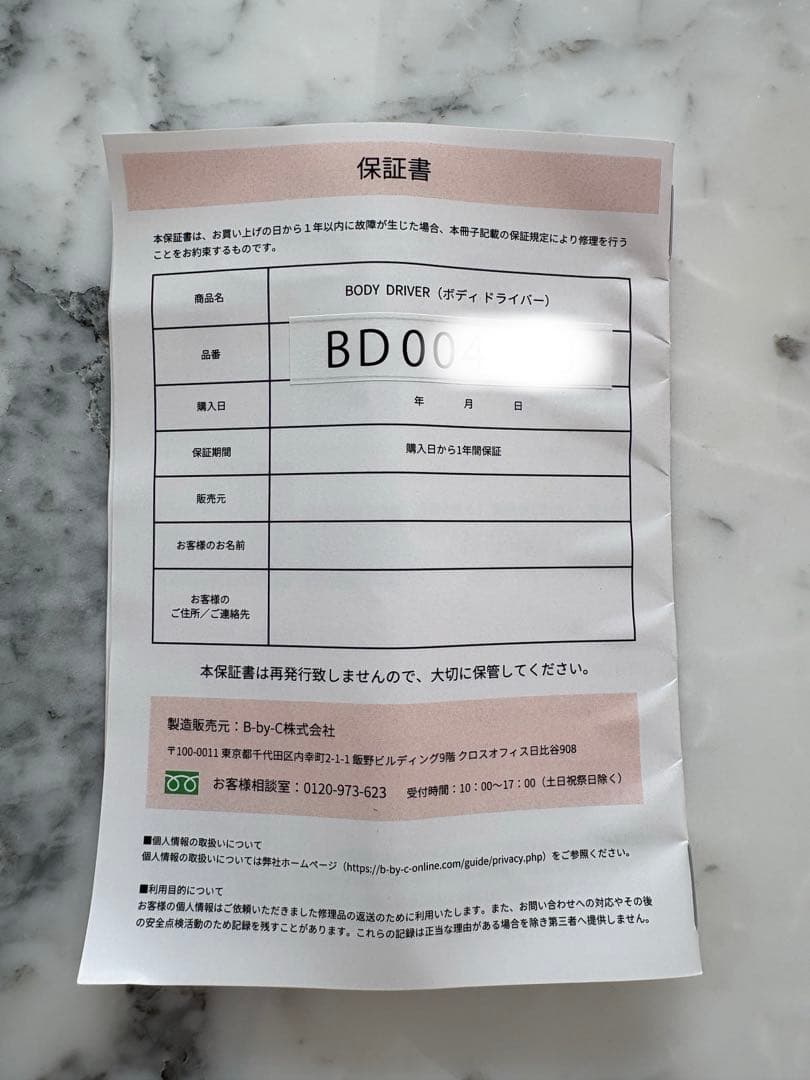 保証書
本保証書は、お買い上げの日から1年以内に故障が生じた場合、本冊子記載の保証規定により修理を行う
ことをお約束するものです。
商品名
BODY DRIVER（ボディドライバー）
品番
BD004
購入日
年 月 日
保証期間
購入日から1年間保証
販売元
お客様のお名前
お客様の
ご住所／ご連絡先
本保証書は再発行致しませんので、大切に保管してください。
製造販売元：B-by-C株式会社
〒100-0011 東京都千代田区内幸町2-1-1 飯野ビルディング9階 クロスオフィス日比谷908
お客様相談室：0120-973-623 受付時間：10：00〜17：00（土日祝祭日除く）
■個人情報の取扱いについて
個人情報の取扱いについては弊社ホームページ（https://b-by-c-online.com/guide/privacy.php）をご参照ください。
■利用目的について
お客様の個人情報はご依頼いただきました修理品の返送のために利用いたします。また、お問い合わせへの対応やその後
の安全点検活動のため記録を残すことがあります。これらの記録は正当な理由がある場合を除き第三者へ提供しません。